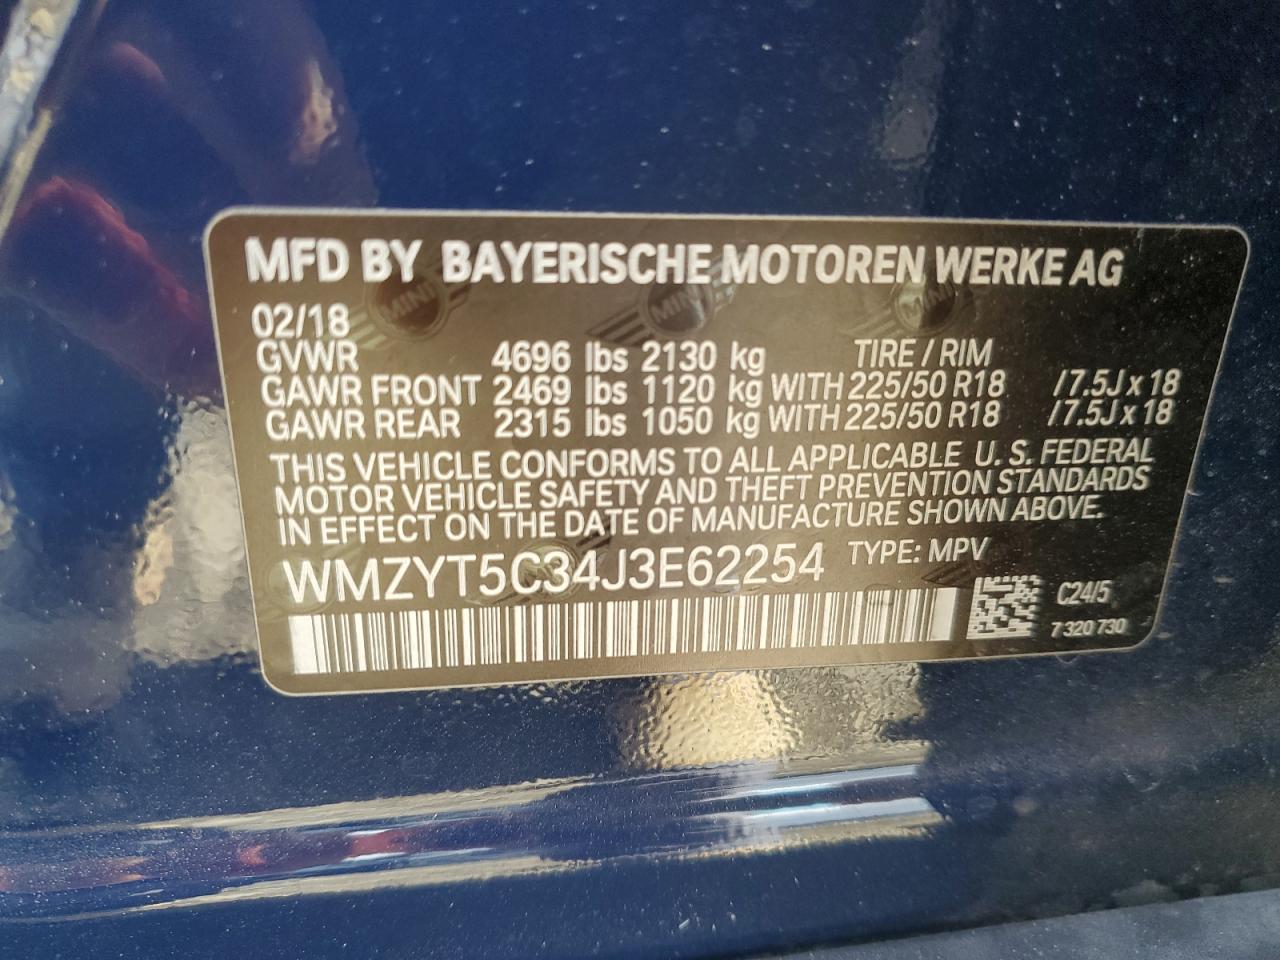 MFD BY BAYERISCHE MOTOREN WERKE AG
02/18
GVWR 4696 lbs 2130 kg TIRE / RIM
GAWR FRONT 2469 lbs 1120 kg WITH 225/50 R18 /7.5J x 18
GAWR REAR 2315 lbs 1050 kg WITH 225/50 R18 /7.5J x 18
THIS VEHICLE CONFORMS TO ALL APPLICABLE U. S. FEDERAL
MOTOR VEHICLE SAFETY AND THEFT PREVENTION STANDARDS
IN EFFECT ON THE DATE OF MANUFACTURE SHOWN ABOVE.
WMZYT5C34J3E62254 TYPE: MPV
C24/5
7 320 730
MINI
MINI
MINI